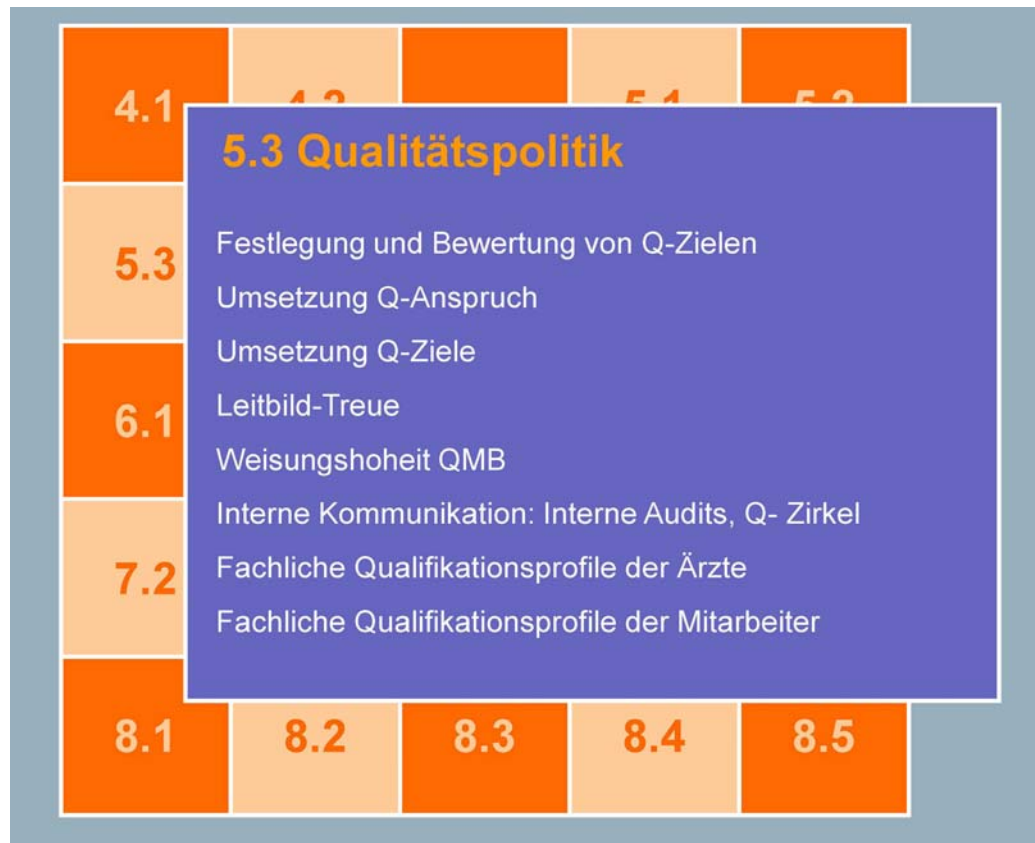 4.1
5.3 Qualitätspolitik
Festlegung und Bewertung von Q-Zielen
5.3
Umsetzung Q-Anspruch
Umsetzung Q-Ziele
Leitbild-Treue
6.1
Weisungshoheit QMB
Interne Kommunikation: Interne Audits, Q- Zirkel
Fachliche Qualifikationsprofile der Ärzte
7.2
Fachliche Qualifikationsprofile der Mitarbeiter
8.1 8.2 8.3 8.4 8.5